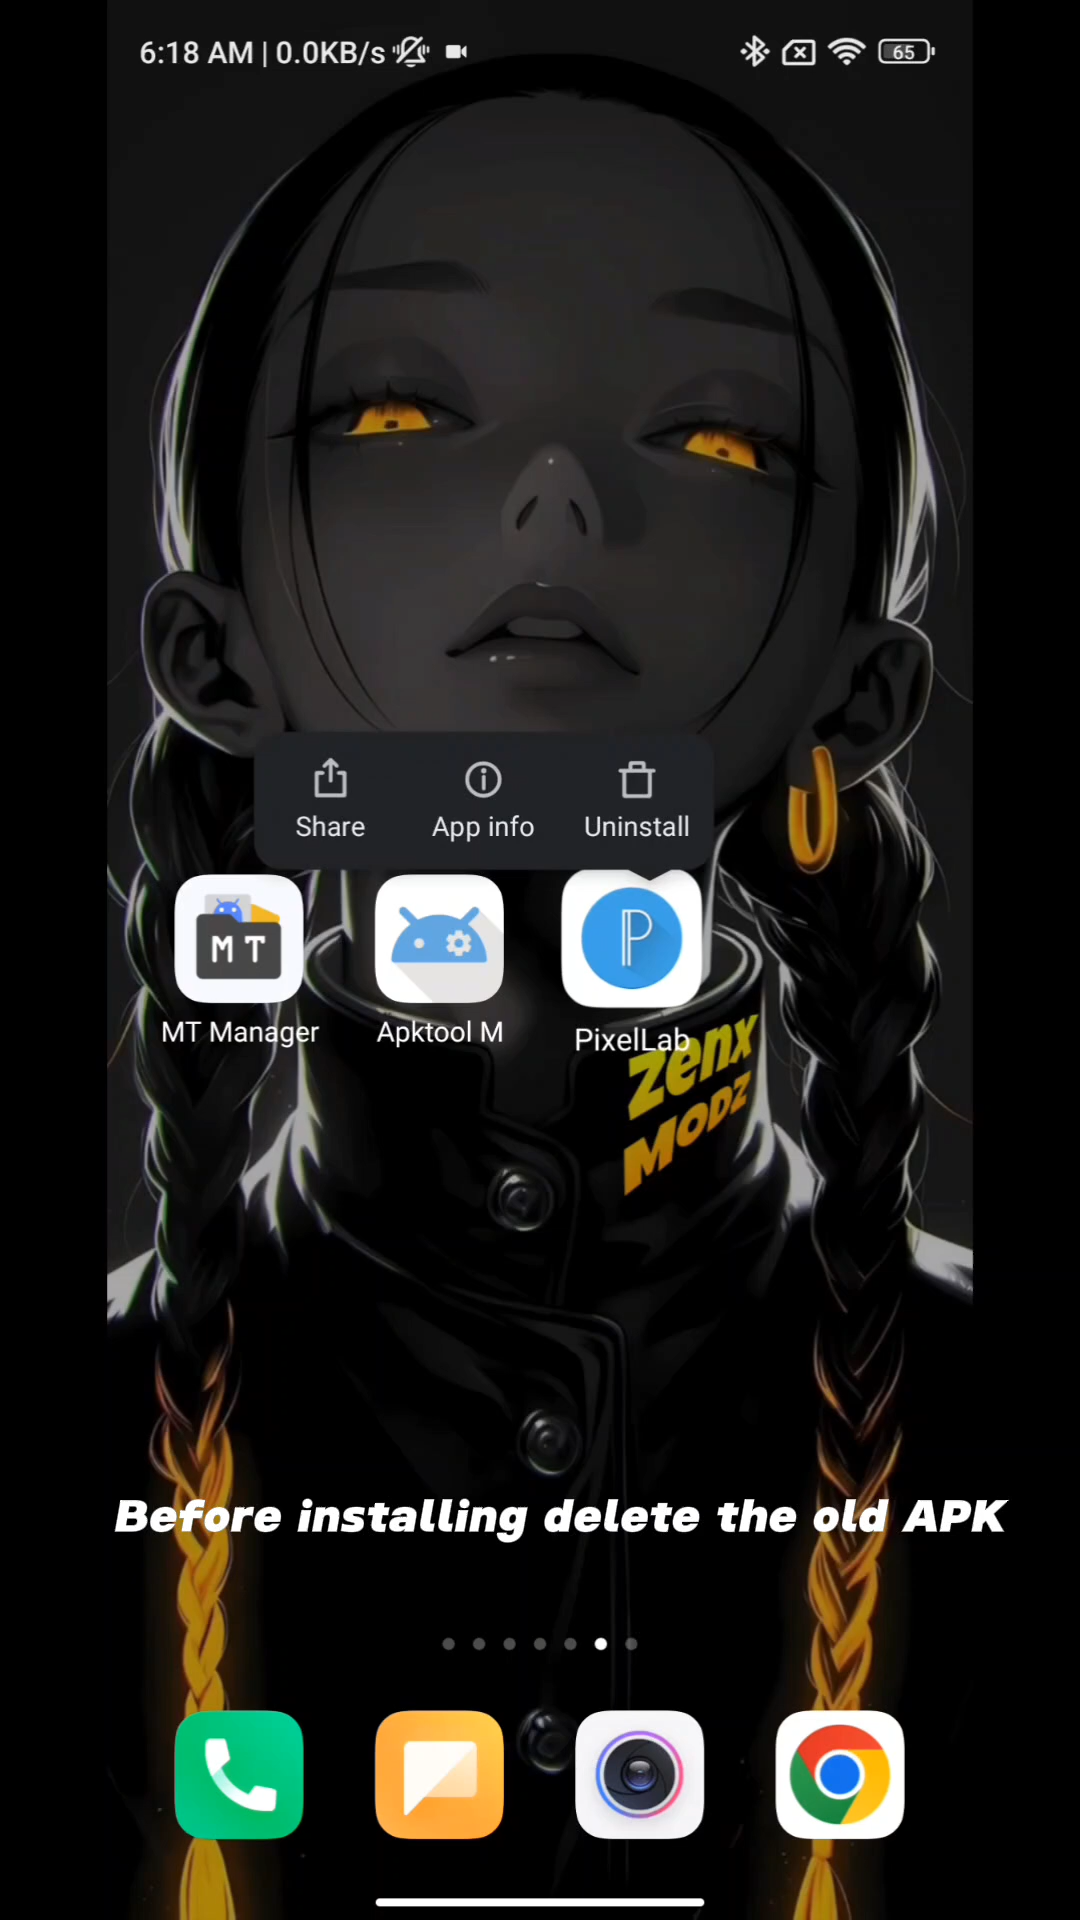 6:18 AM | 0.0KB/s
65
Share
App info
Uninstall
MT
P
MT Manager
Apktool M
PixelLab
Zenx
MODZ
Before installing delete the old APK